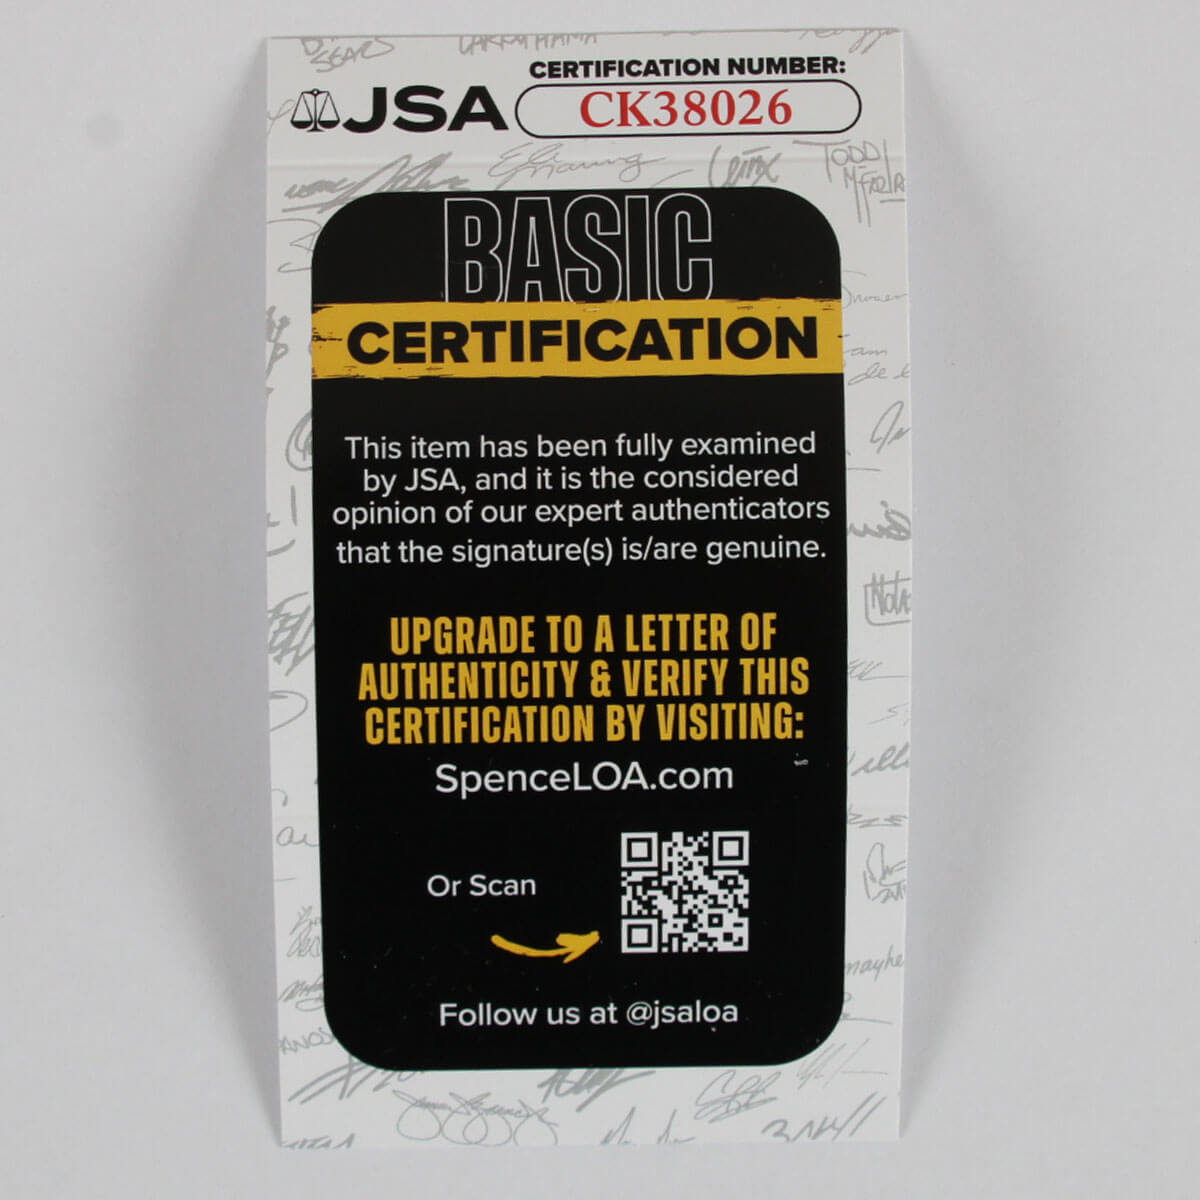 CERTIFICATION NUMBER:
JSA CK38026
BASIC
CERTIFICATION
This item has been fully examined
by JSA, and it is the considered
opinion of our expert authenticators
that the signature(s) is/are genuine.
UPGRADE TO A LETTER OF
AUTHENTICITY & VERIFY THIS
CERTIFICATION BY VISITING:
SpenceLOA.com
Or Scan
Follow us at @jsaloa